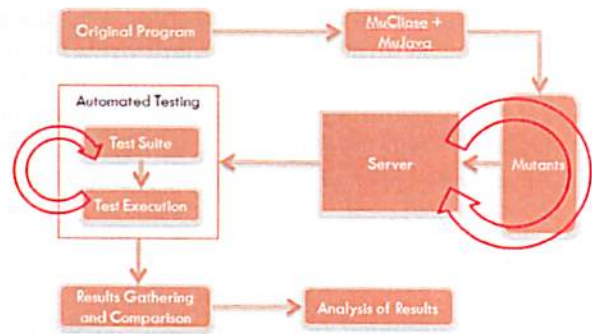 Original Program
MuClipse +
MuJava
Automated Testing
Test Suite
Test Execution
Server
Mutants
Results Gathering
and Comparison
Analysis of Results